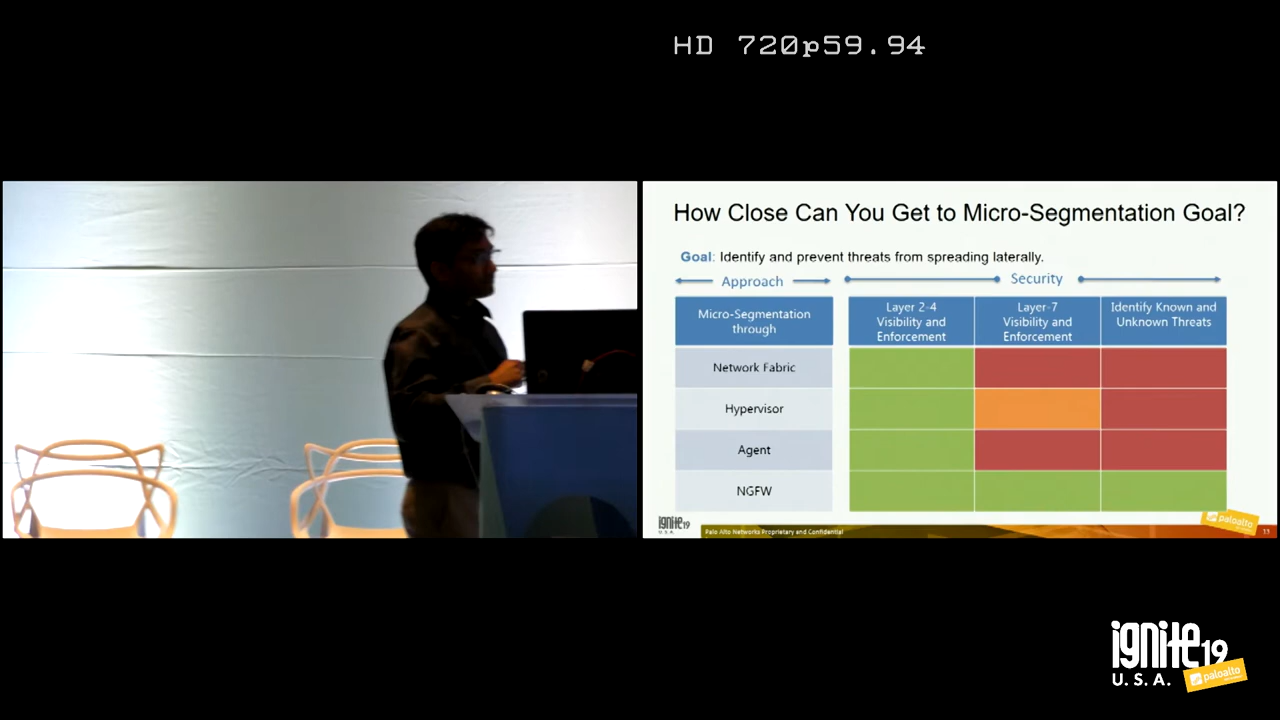 HD 720p59.94
How Close Can You Get to Micro-Segmentation Goal?
Goal: Identify and prevent threats from spreading laterally.
Approach
Security
Micro-Segmentation
through
Layer 2-4
Visibility and
Enforcement
Layer-7
Visibility and
Enforcement
Identify Known and
Unknown Threats
Network Fabric
Hypervisor
Agent
NGFW
ignite19
U.S.A.
Palo Alto Networks Proprietary and Confidential
paloalto
13
ignite19
U.S.A.
paloalto